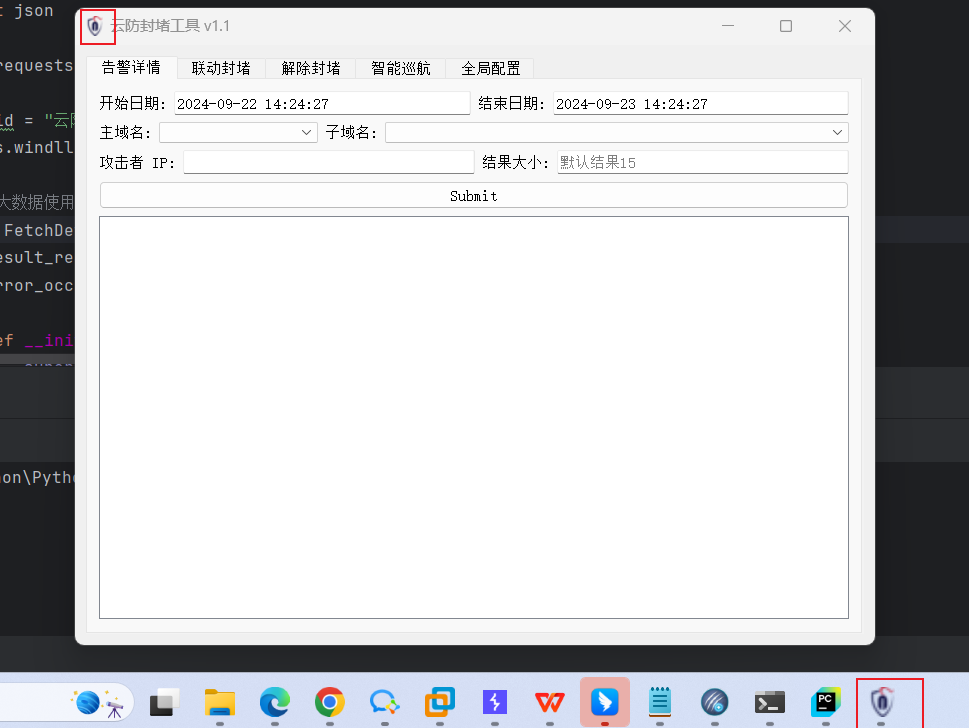 json
云防封堵工具 v1.1
告警详情 联动封堵 解除封堵 智能巡航 全局配置
requests
开始日期: 2024-09-22 14:24:27 结束日期: 2024-09-23 14:24:27
id = "云防
主域名: 子域名:
s.windll
攻击者 IP: 结果大小: 默认结果15
Submit
大数据使用
FetchDe
esult_re
rror_occ
ef __ini
on\Pytho
PC